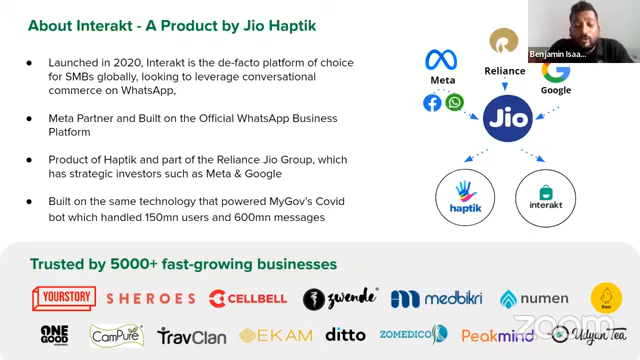 About Interakt - A Product by Jio Haptik
Launched in 2020, Interakt is the de-facto platform of choice
for SMBs globally, looking to leverage conversational
commerce on WhatsApp,
Meta Partner and Built on the Official WhatsApp Business
Platform
Product of Haptik and part of the Reliance Jio Group, which
has strategic investors such as Meta & Google
Built on the same technology that powered MyGov's Covid
bot which handled 150mn users and 600mn messages
Meta
Reliance
Google
Jio
haptik
interakt
Benjamin Isaa...
Trusted by 5000+ fast-growing businesses
YOURSTORY
SHEROES
CELLBELL
zwende
medbikri
numen
Koo
ONE
GOOD
CamPure
TravClan
EKAM
ditto
ZOMEDICO
Peakmind
Udyan Tea
zoom